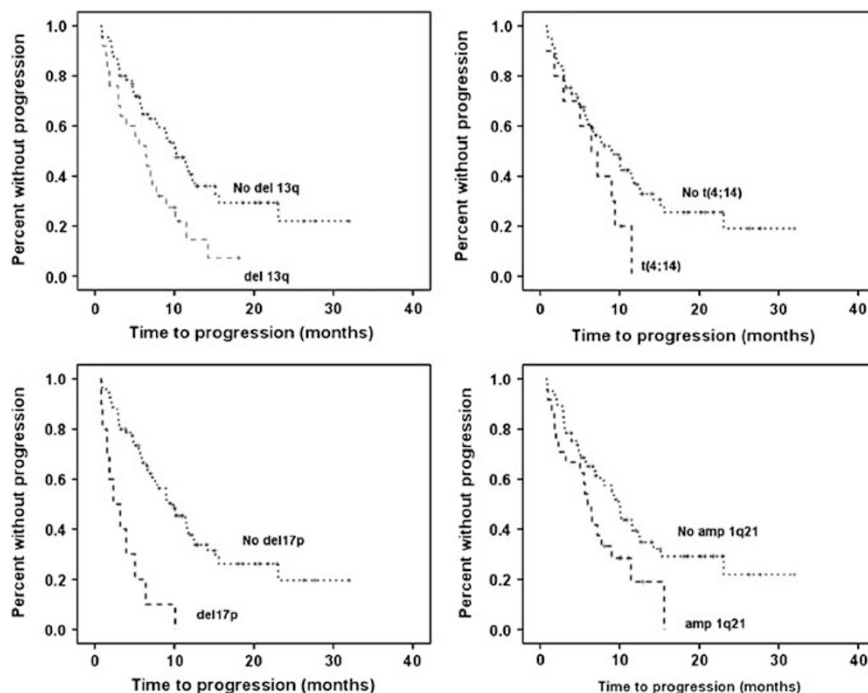 Percent without progression
1.0
0.8
0.6
0.4
0.2
0.0
No del 13q
del 13q
0 10 20 30 40
Time to progression (months)
Percent without progression
1.0
0.8
0.6
0.4
0.2
0.0
No t(4;14)
t(4;14)
0 10 20 30 40
Time to progression (months)
Percent without progression
1.0
0.8
0.6
0.4
0.2
0.0
No del17p
del17p
0 10 20 30 40
Time to progression (months)
Percent without progression
1.0
0.8
0.6
0.4
0.2
0.0
No amp 1q21
amp 1q21
0 10 20 30 40
Time to progression (months)